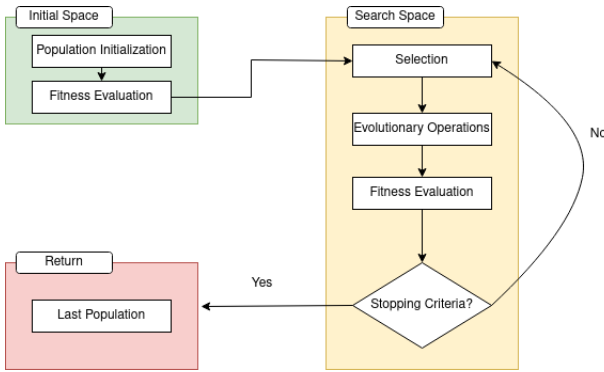 Initial Space
Population Initialization
Fitness Evaluation
Search Space
Selection
Evolutionary Operations
Fitness Evaluation
Stopping Criteria?
No
Yes
Return
Last Population